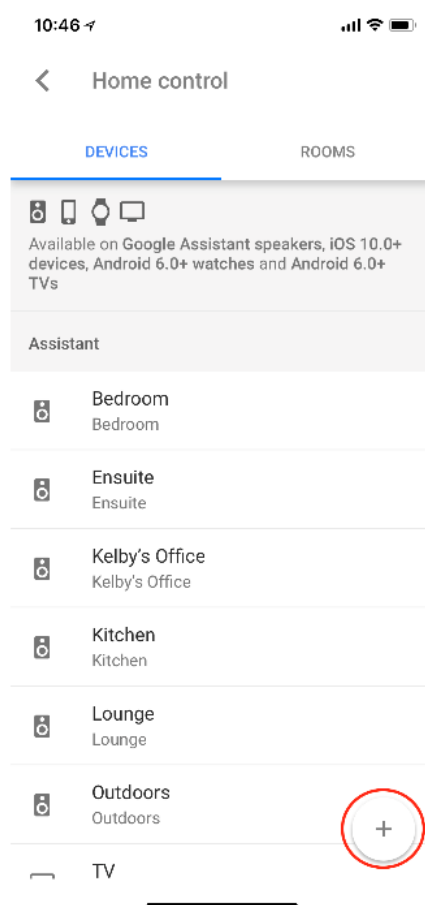 10:46
Home control
DEVICES
ROOMS
Available on Google Assistant speakers, iOS 10.0+
devices, Android 6.0+ watches and Android 6.0+
TVs
Assistant
Bedroom
Bedroom
Ensuite
Ensuite
Kelby's Office
Kelby's Office
Kitchen
Kitchen
Lounge
Lounge
Outdoors
Outdoors
+
TV